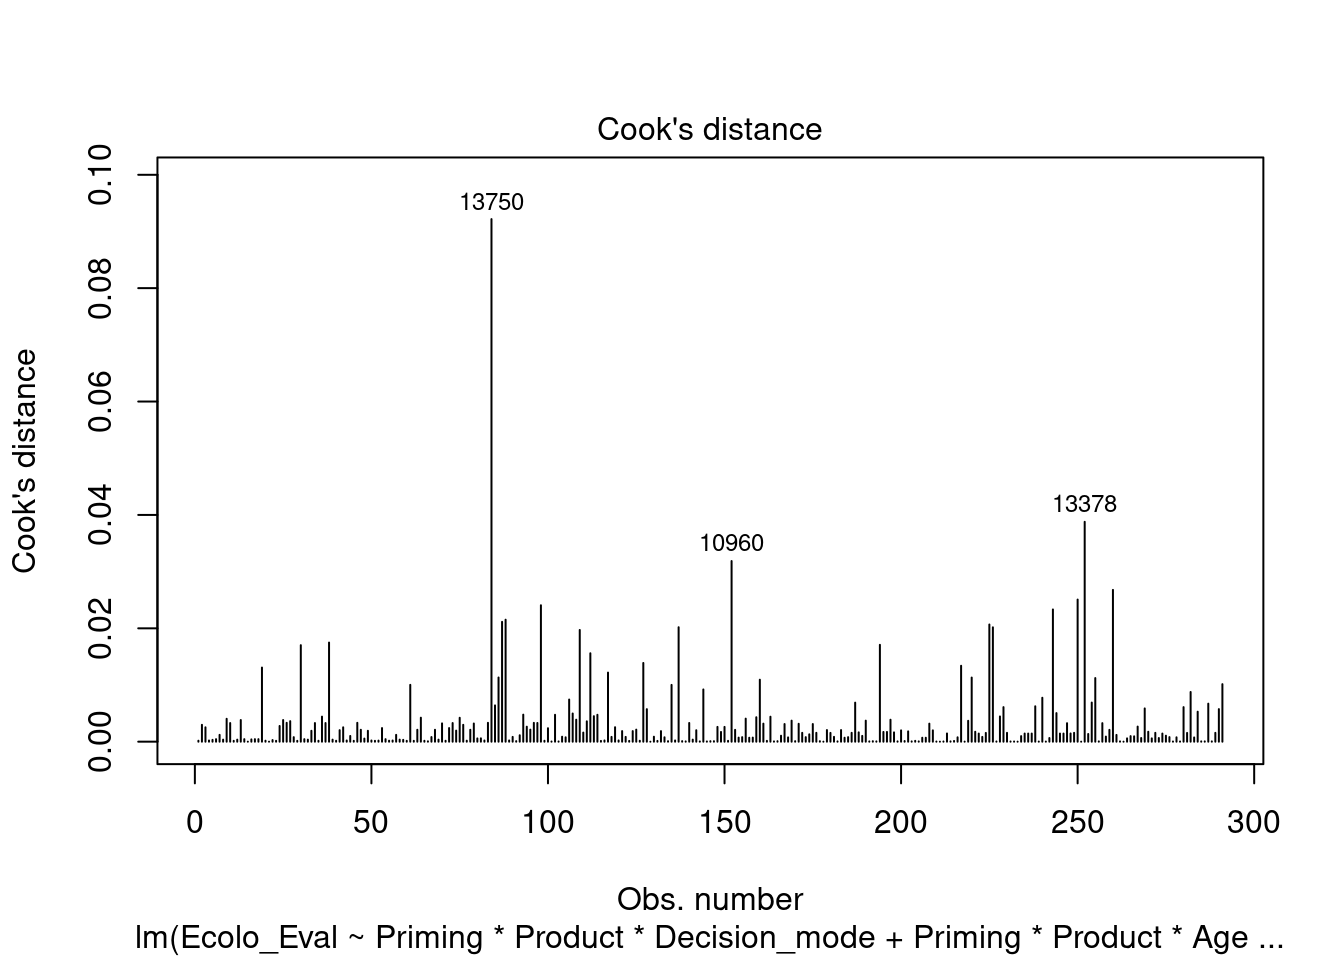 Cook's distance
0.10
0.08
0.06
0.04
0.02
0.00
Cook's distance
13750
10960
13378
0 50 100 150 200 250 300
Obs. number
lm(Ecolo_Eval ~ Priming * Product * Decision_mode + Priming * Product * Age ...